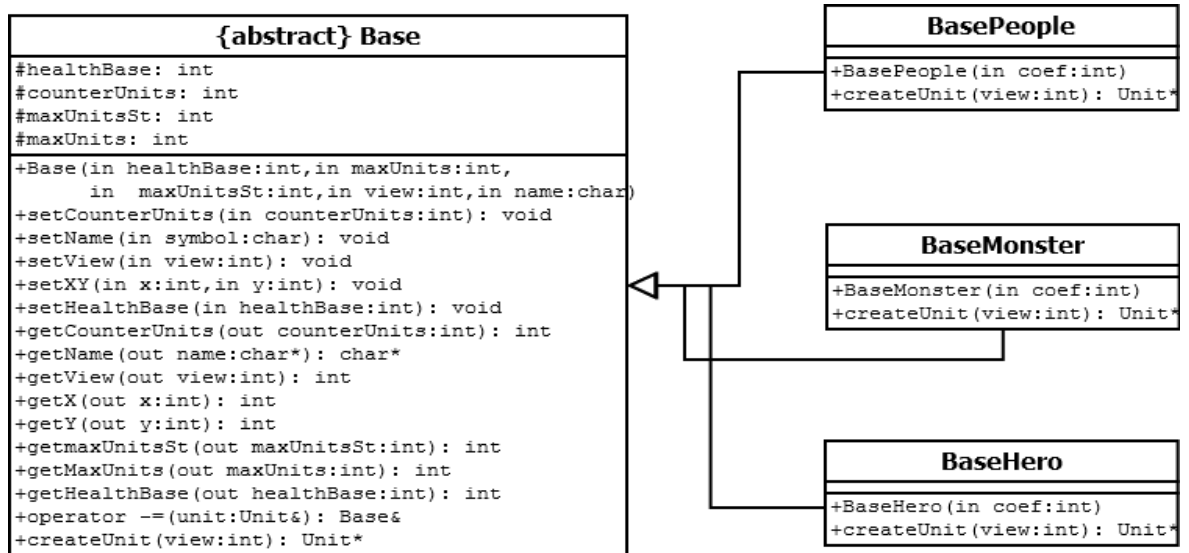 {abstract} Base
#healthBase: int
#counterUnits: int
#maxUnitsSt: int
#maxUnits: int
+Base(in healthBase:int,in maxUnits:int,
in maxUnitsSt:int,in view:int,in name:char)
+setCounterUnits(in counterUnits:int): void
+setName(in symbol:char): void
+setView(in view:int): void
+setXY(in x:int,in y:int): void
+setHealthBase(in healthBase:int): void
+getCounterUnits(out counterUnits:int): int
+getName(out name:char*): char*
+getView(out view:int): int
+getX(out x:int): int
+getY(out y:int): int
+getmaxUnitsSt(out maxUnitsSt:int): int
+getMaxUnits(out maxUnits:int): int
+getHealthBase(out healthBase:int): int
+operator -=(unit:Unit&): Base&
+createUnit(view:int): Unit*
BasePeople
+BasePeople(in coef:int)
+createUnit(view:int): Unit*
BaseMonster
+BaseMonster(in coef:int)
+createUnit(view:int): Unit*
BaseHero
+BaseHero(in coef:int)
+createUnit(view:int): Unit*